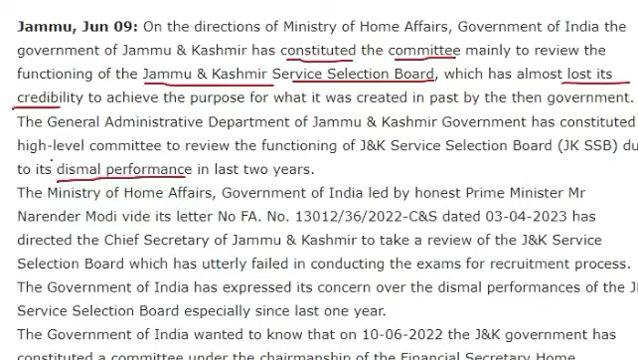 Jammu, Jun 09: On the directions of Ministry of Home Affairs, Government of India the
government of Jammu & Kashmir has constituted the committee mainly to review the
functioning of the Jammu & Kashmir Service Selection Board, which has almost lost its
credibility to achieve the purpose for what it was created in past by the then government.
The General Administrative Department of Jammu & Kashmir Government has constituted
high-level committee to review the functioning of J&K Service Selection Board (JK SSB)
to its dismal performance in last two years.
The Ministry of Home Affairs, Government of India led by honest Prime Minister Mr
Narender Modi vide its letter No FA. No. 13012/36/2022-C&S dated 03-04-2023 has
directed the Chief Secretary of Jammu & Kashmir to take a review of the J&K Service
Selection Board which has utterly failed in conducting the exams for recruitment process.
The Government of India has expressed its concern over the dismal performances of the
Service Selection Board especially since last one year.
The Government of India wanted to know that on 10-06-2022 the J&K government has
constituted a committee under the chairmanship of the Financial Secretary Home